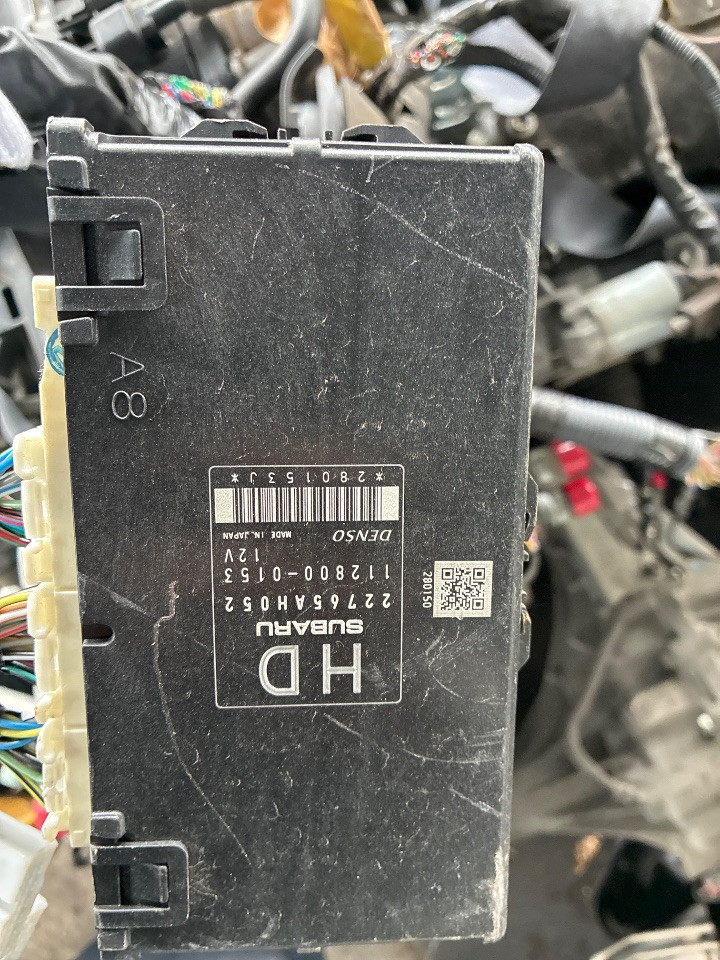 HD
SUBARU
22765AH052
112800-0153
12V
DENSO MADE IN JAPAN
*280153J*
280150
A8